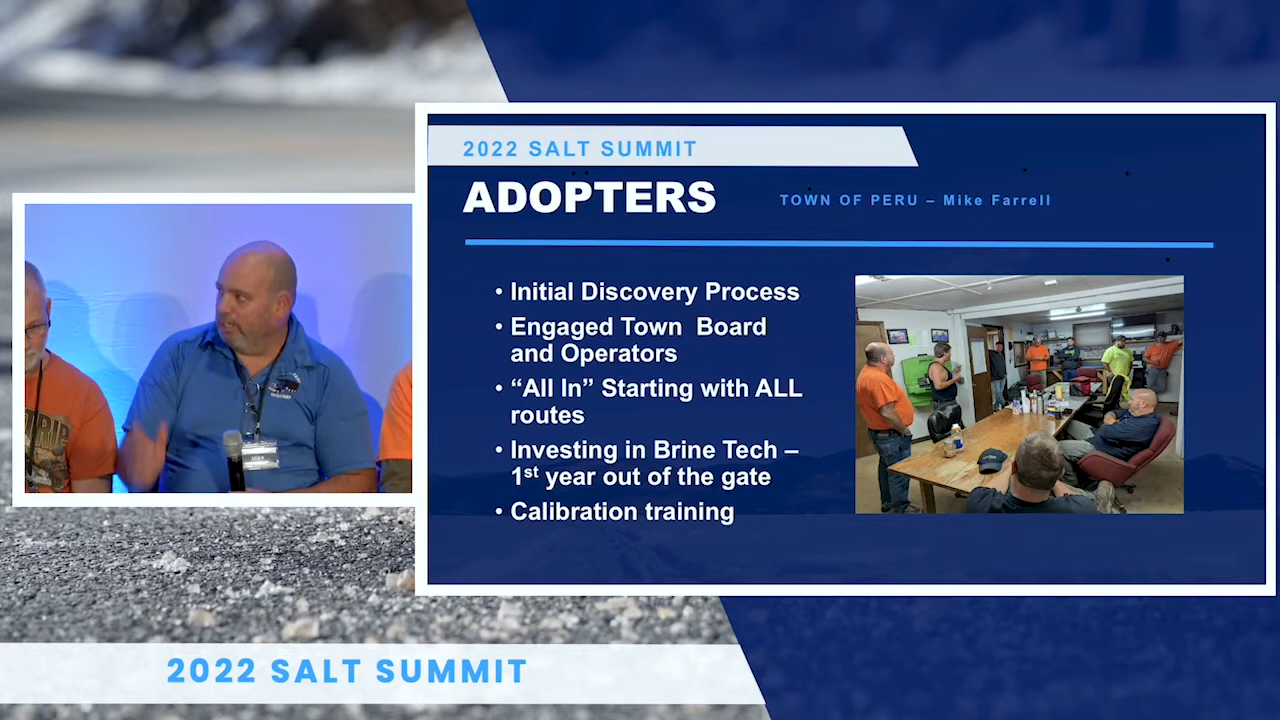 2022 SALT SUMMIT
ADOPTERS
TOWN OF PERU – Mike Farrell
• Initial Discovery Process
• Engaged Town Board
and Operators
• “All In” Starting with ALL
routes
• Investing in Brine Tech –
1st year out of the gate
• Calibration training
2022 SALT SUMMIT